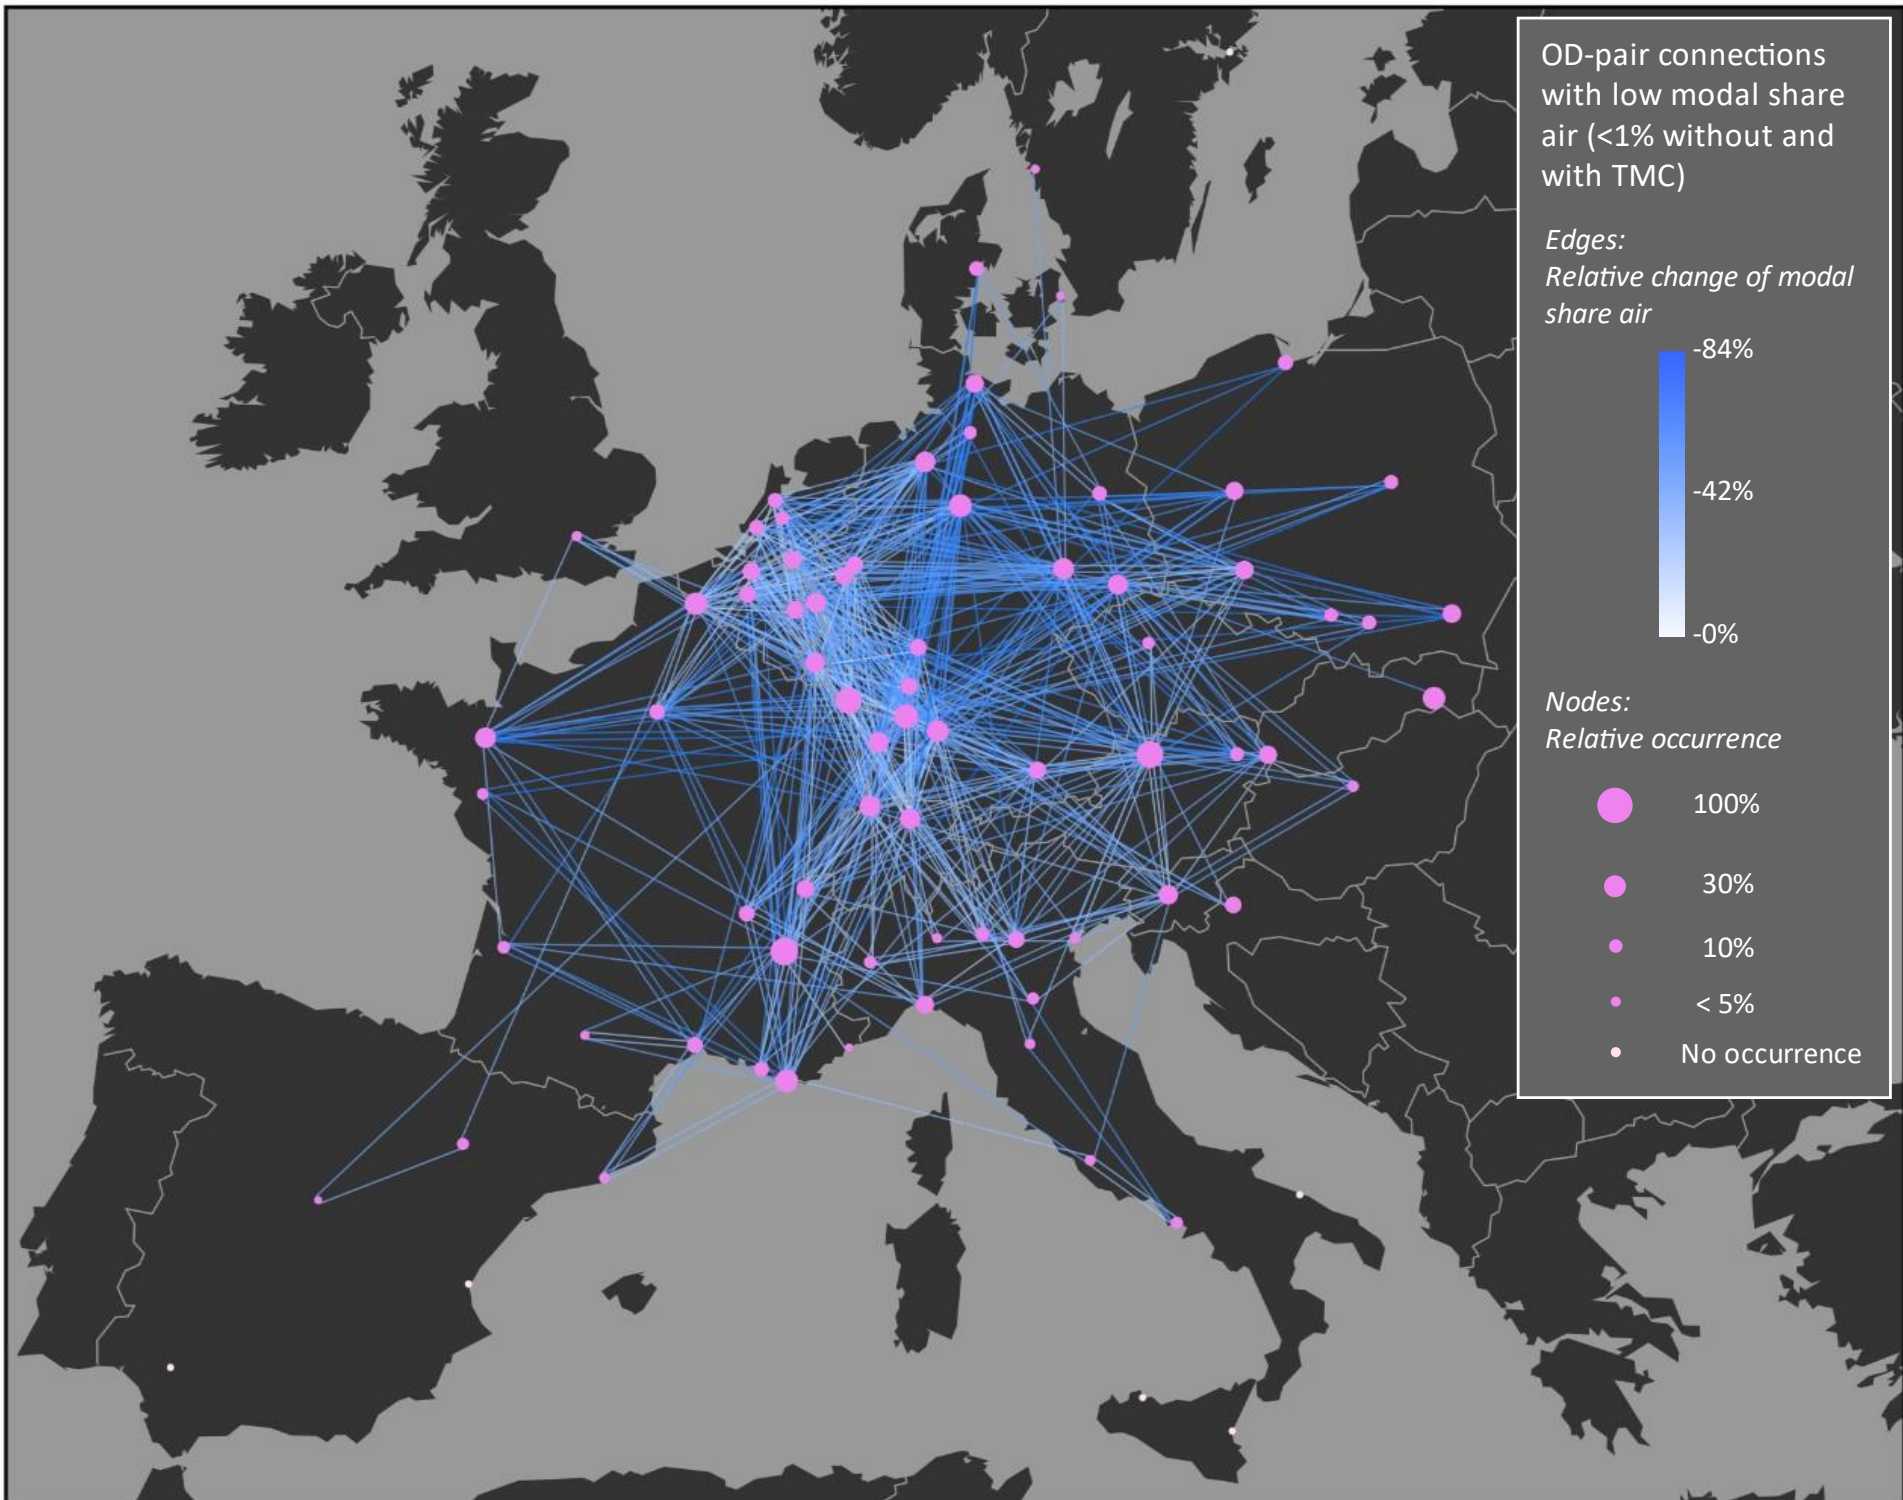 OD-pair connections
with low modal share
air (<1% without and
with TMC)
Edges:
Relative change of modal
share air
-84%
-42%
-0%
Nodes:
Relative occurrence
100%
30%
10%
< 5%
No occurrence